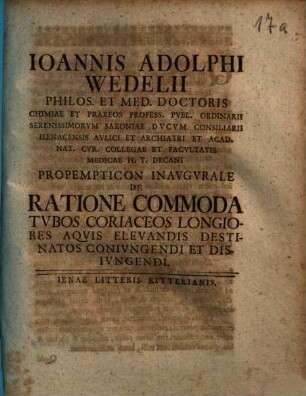 17a
IOANNIS ADOLPHI
WEDELII
PHILOS. ET MED. DOCTORIS
CHIMIAE ET PRAXEOS PROFESS. PVBL. ORDINARII
SERENISSIMORVM SAXONIAE DVCVM CONSILIARII
ISENACENSIS AVLICI ET ARCHIATRI ET ACAD.
NAT. CVR. COLLEGAE ET FACVLTATIS
MEDICAE H. T. DECANI
PROPEMPTICON INAVGVRALE
DE
RATIONE COMMODA
TVBOS CORIACEOS LONGIO-
RES AQVIS ELEVANDIS DESTI-
NATOS CONIVNGENDI ET DIS-
IVNGENDI.
IENAE LITTERIS RITTERIANIS.